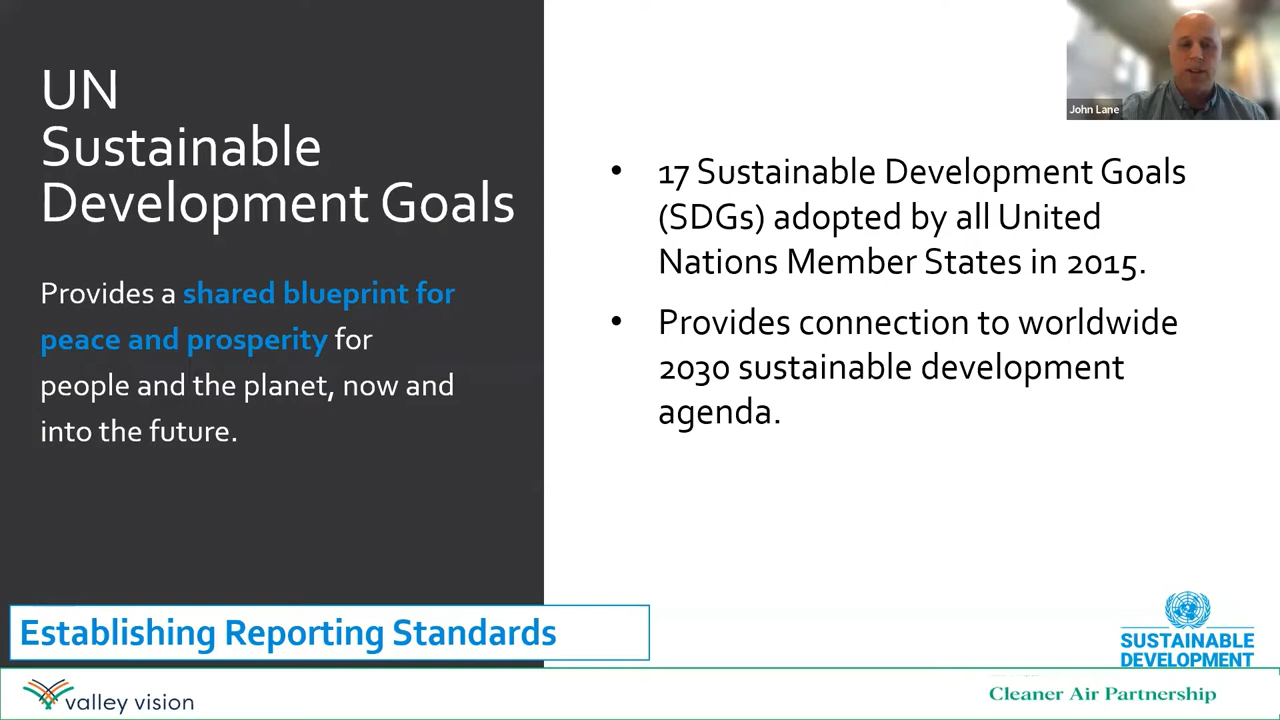 UN
Sustainable
Development Goals
Provides a shared blueprint for
peace and prosperity for
people and the planet, now and
into the future.
John Lane
• 17 Sustainable Development Goals
(SDGs) adopted by all United
Nations Member States in 2015.
• Provides connection to worldwide
2030 sustainable development
agenda.
Establishing Reporting Standards
SUSTAINABLE
DEVELOPMENT
valley vision
Cleaner Air Partnership